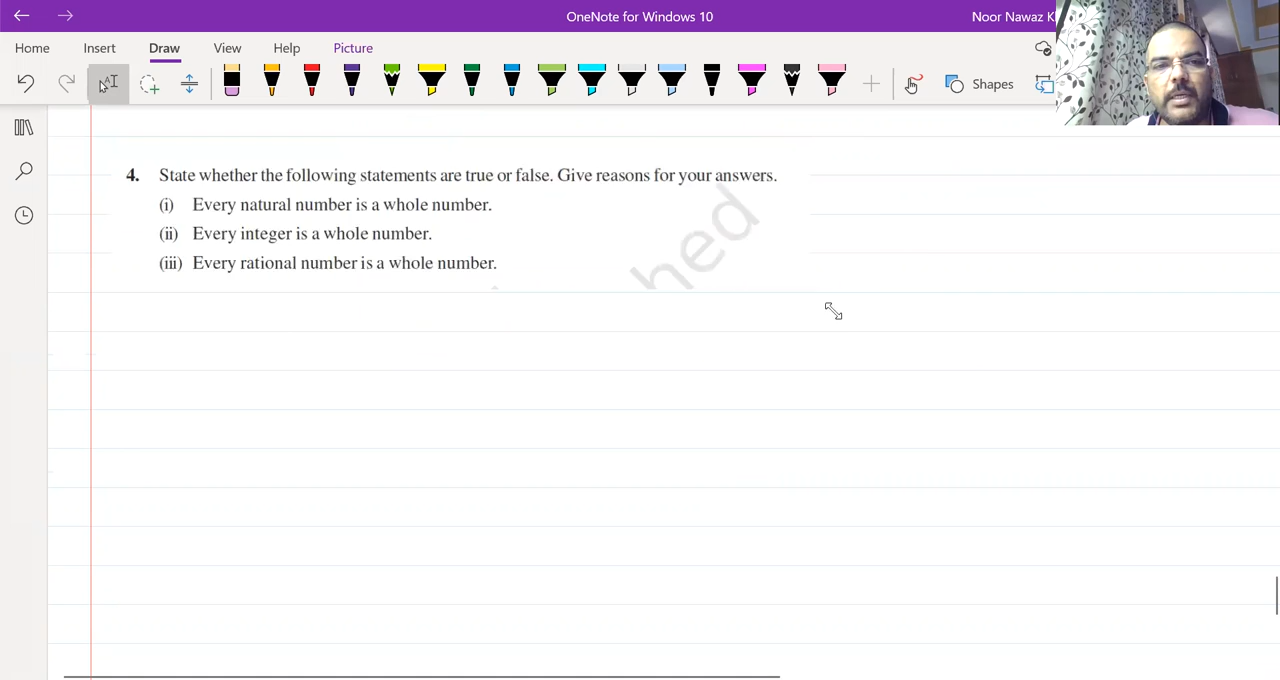 OneNote for Windows 10
Noor Nawaz K
Home Insert Draw View Help Picture
Shapes
4. State whether the following statements are true or false. Give reasons for your answers.
(i) Every natural number is a whole number.
(ii) Every integer is a whole number.
(iii) Every rational number is a whole number.
hed